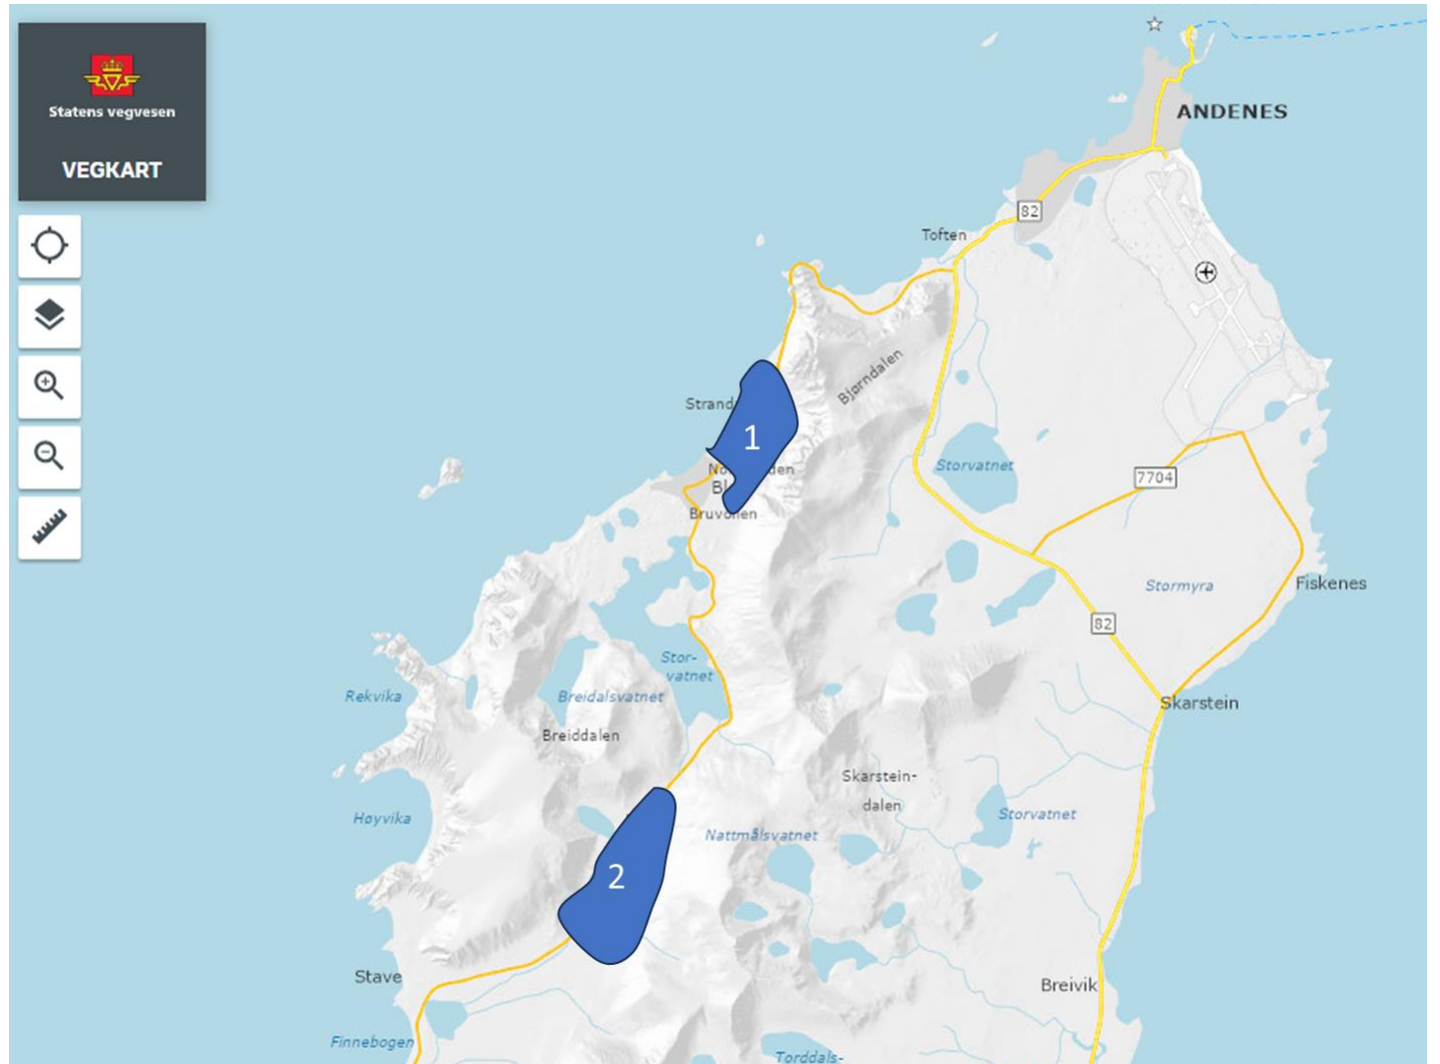 Statens vegvesen
VEGKART
ANDENES
82
Toften
Bjørndalen
Strand
1
Storvatnet
7704
Bruvollen
Stormyra
Fiskenes
82
Stor-
vatnet
Rekvika
Breidalsvatnet
Skarstein
Breiddalen
Skarstein-
dalen
Høyvika
Nattmålsvatnet
Storvatnet
2
Stave
Breivik
Finnebogen
Torddals-